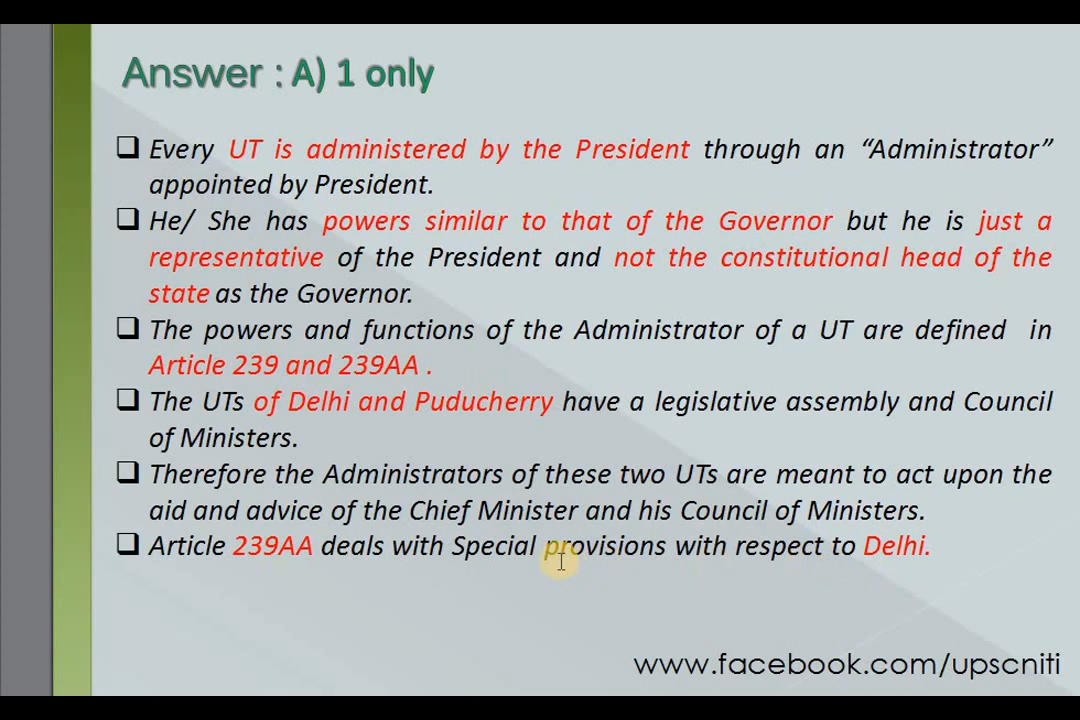 Answer : A) 1 only
Every UT is administered by the President through an “Administrator”
appointed by President.
He/ She has powers similar to that of the Governor but he is just a
representative of the President and not the constitutional head of the
state as the Governor.
The powers and functions of the Administrator of a UT are defined in
Article 239 and 239AA .
The UTs of Delhi and Puducherry have a legislative assembly and Council
of Ministers.
Therefore the Administrators of these two UTs are meant to act upon the
aid and advice of the Chief Minister and his Council of Ministers.
Article 239AA deals with Special provisions with respect to Delhi.
www.facebook.com/upscniti